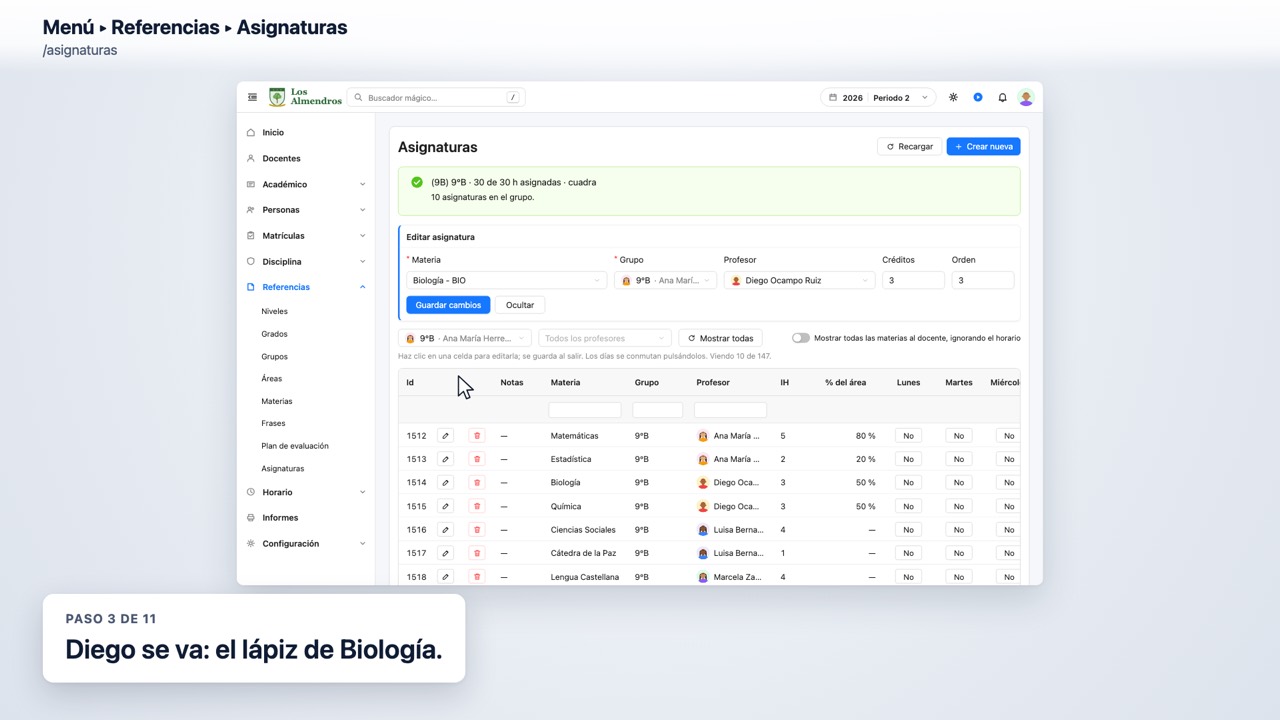 Menú ▸ Referencias ▸ Asignaturas
/asignaturas
Los Almendros
Buscador mágico...
/
2026 Periodo 2
Inicio
Docentes
Académico
Personas
Matrículas
Disciplina
Referencias
Niveles
Grados
Grupos
Áreas
Materias
Frases
Plan de evaluación
Asignaturas
Horario
Informes
Configuración
Asignaturas
Recargar
+ Crear nueva
(9B) 9°B · 30 de 30 h asignadas · cuadra
10 asignaturas en el grupo.
Editar asignatura
* Materia * Grupo Profesor Créditos Orden
Biología - BIO 9°B · Ana Marí... Diego Ocampo Ruiz 3 3
Guardar cambios Ocultar
9°B · Ana María Herre... Todos los profesores Mostrar todas Mostrar todas las materias al docente, ignorando el horario
Haz clic en una celda para editarla; se guarda al salir. Los días se conmutan pulsándolos. Viendo 10 de 147.
Id Notas Materia Grupo Profesor IH % del área Lunes Martes Miércol
1512 — Matemáticas 9°B Ana María ... 5 80 % No No No
1513 — Estadística 9°B Ana María ... 2 20 % No No No
1514 — Biología 9°B Diego Oca... 3 50 % No No No
1515 — Química 9°B Diego Oca... 3 50 % No No No
1516 — Ciencias Sociales 9°B Luisa Berna... 4 — No No No
1517 — Cátedra de la Paz 9°B Luisa Berna... 1 — No No No
1518 — Lengua Castellana 9°B Marcela Za... 4 — No No No
PASO 3 DE 11
Diego se va: el lápiz de Biología.